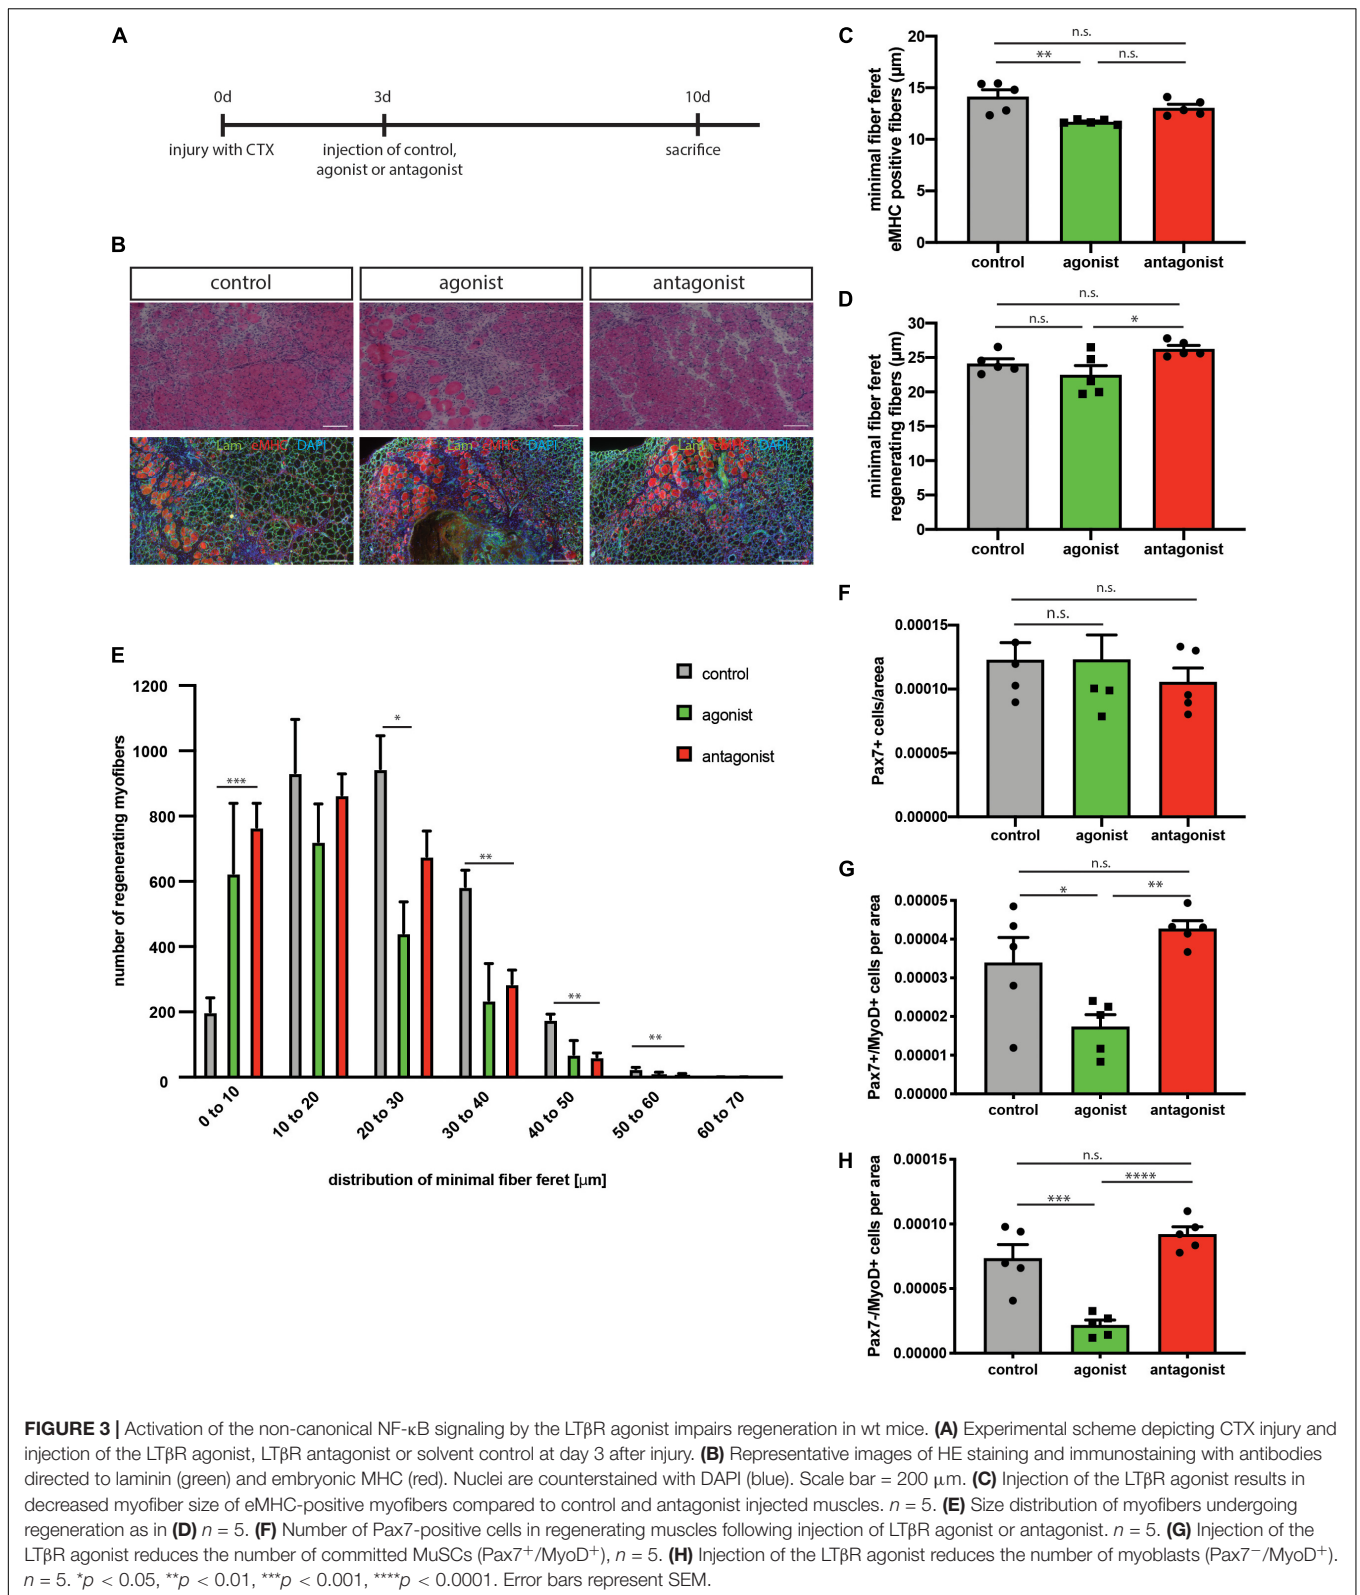 A
0d
3d
10d
injury with CTX
injection of control,
agonist or antagonist
sacrifice
B
control
agonist
antagonist
Lam eMHC DAPI
Lam eMHC DAPI
Lam DAPI
C
minimal fiber feret
eMHC positive fibers (μm)
20
15
10
5
0
n.s.
**
n.s.
control
agonist
antagonist
D
minimal fiber feret
regenerating fibers (μm)
30
25
20
15
10
5
0
n.s.
n.s.
*
control
agonist
antagonist
E
number of regenerating myofibers
1200
1000
800
600
400
200
0
***
*
**
**
**
control
agonist
antagonist
0 to 10
10 to 20
20 to 30
30 to 40
40 to 50
50 to 60
60 to 70
distribution of minimal fiber feret [μm]
F
Pax7+ cells/areea
0.00015
0.00010
0.00005
0.00000
n.s.
n.s.
control
agonist
antagonist
G
Pax7+/MyoD+ cells per area
0.00005
0.00004
0.00003
0.00002
0.00001
0.00000
n.s.
*
**
control
agonist
antagonist
H
Pax7-/MyoD+ cells per area
0.00015
0.00010
0.00005
0.00000
n.s.
***
****
control
agonist
antagonist
FIGURE 3 | Activation of the non-canonical NF-κB signaling by the LTβR agonist impairs regeneration in wt mice. (A) Experimental scheme depicting CTX injury and
injection of the LTβR agonist, LTβR antagonist or solvent control at day 3 after injury. (B) Representative images of HE staining and immunostaining with antibodies
directed to laminin (green) and embryonic MHC (red). Nuclei are counterstained with DAPI (blue). Scale bar = 200 μm. (C) Injection of the LTβR agonist results in
decreased myofiber size of eMHC-positive myofibers compared to control and antagonist injected muscles. n = 5. (E) Size distribution of myofibers undergoing
regeneration as in (D) n = 5. (F) Number of Pax7-positive cells in regenerating muscles following injection of LTβR agonist or antagonist. n = 5. (G) Injection of the
LTβR agonist reduces the number of committed MuSCs (Pax7⁺/MyoD⁺), n = 5. (H) Injection of the LTβR agonist reduces the number of myoblasts (Pax7⁻/MyoD⁺).
n = 5. *p < 0.05, **p < 0.01, ***p < 0.001, ****p < 0.0001. Error bars represent SEM.